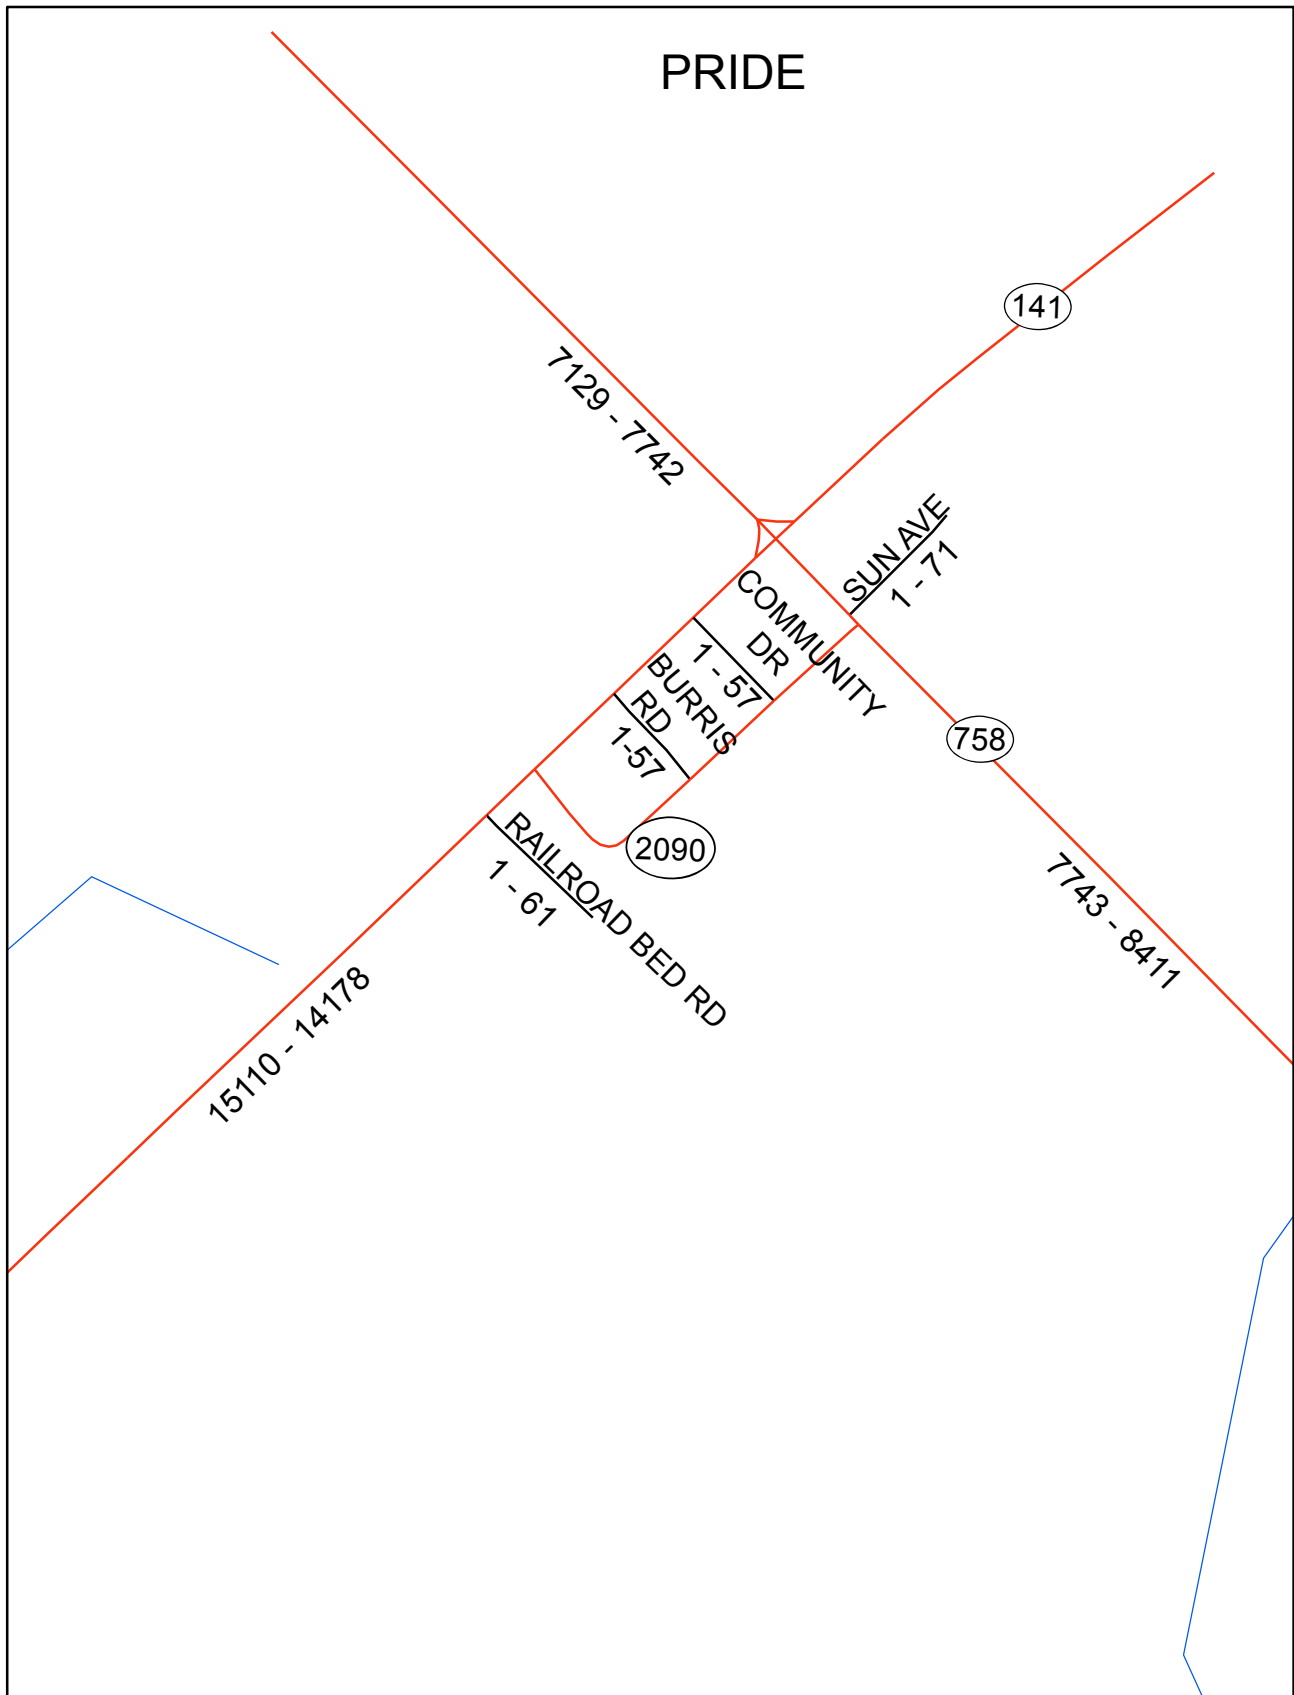 PRIDE
141
7129 - 7742
SUN AVE
1 - 71
COMMUNITY
DR
1 - 57
BURRIS
RD
1-57
758
2090
RAILROAD BED RD
1 - 61
7743 - 8411
15110 - 14178